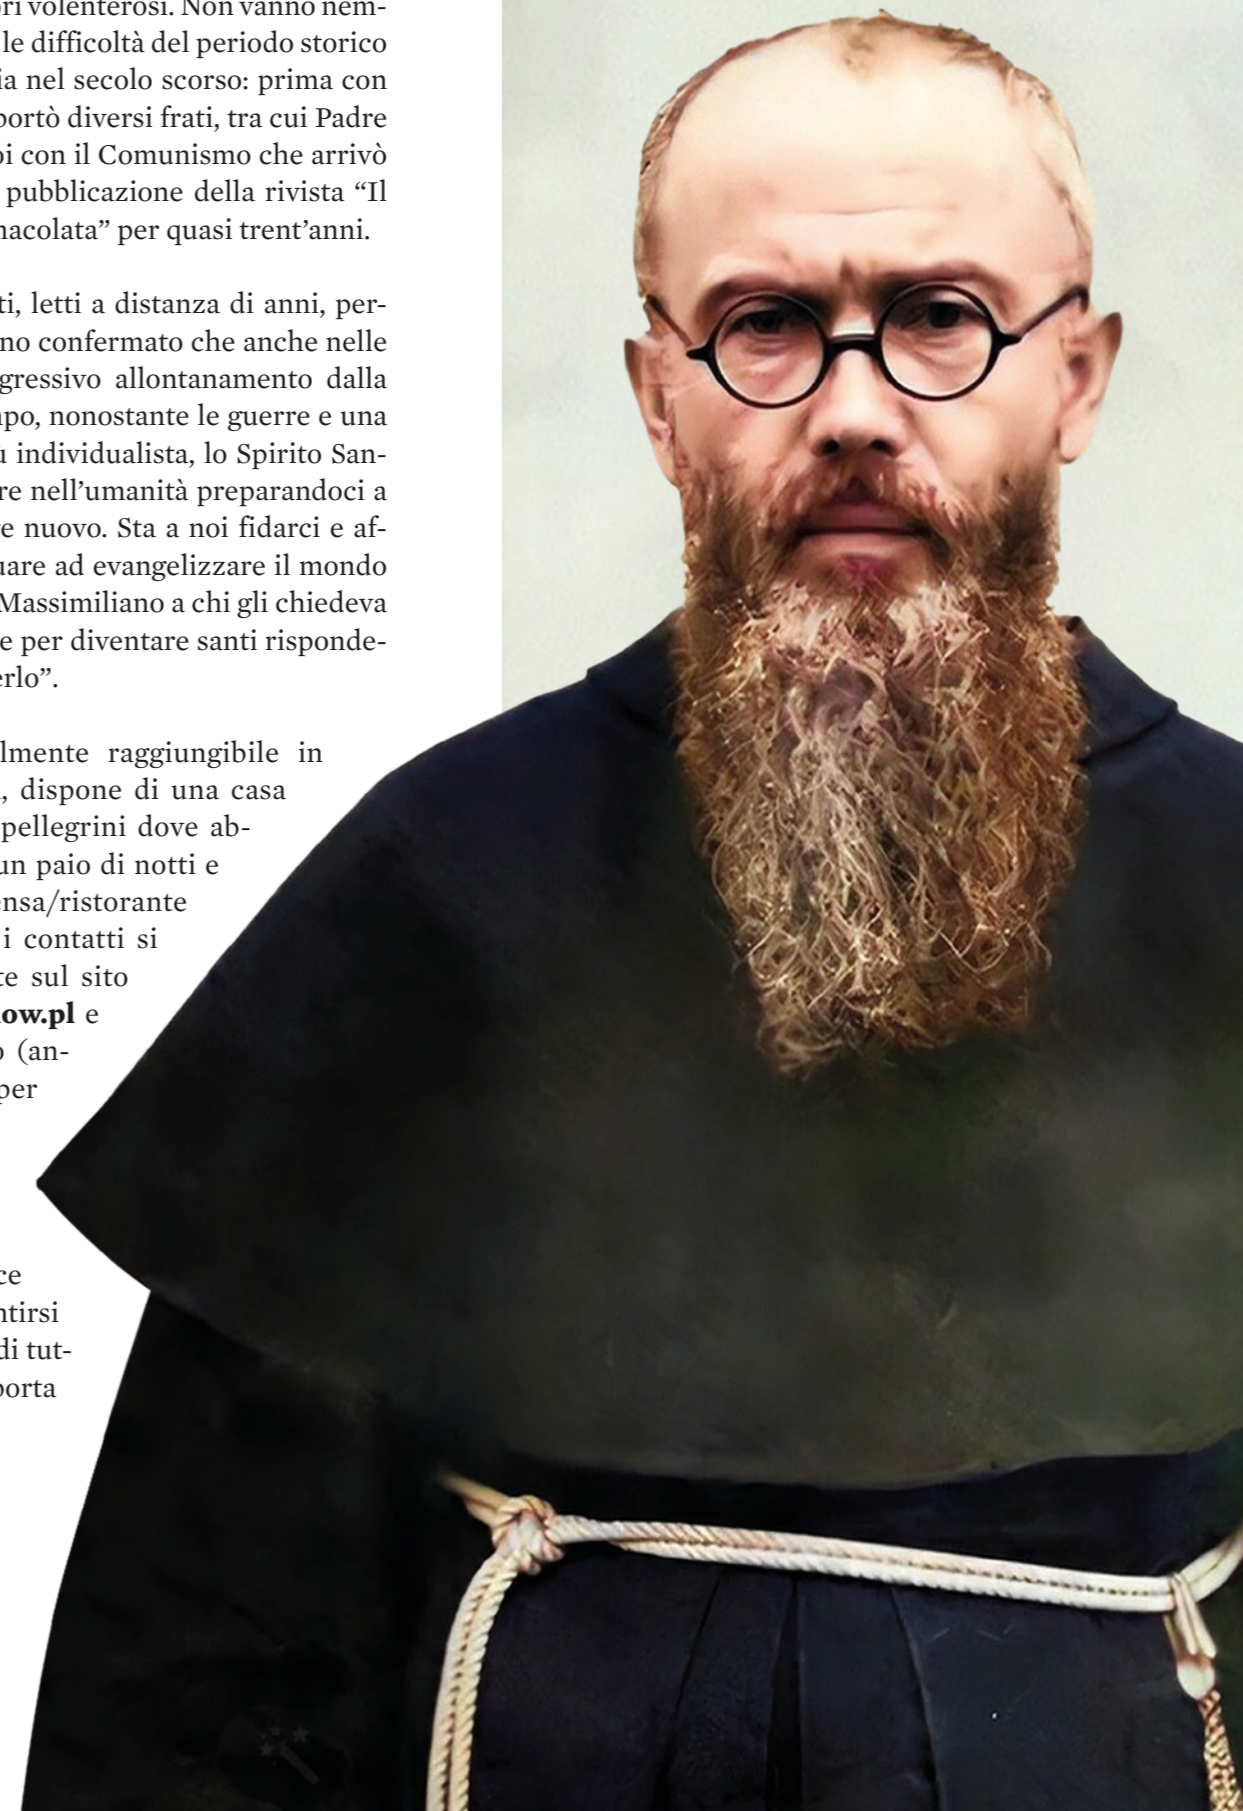 ri volenterosi. Non vanno nem-
le difficoltà del periodo storico
ia nel secolo scorso: prima con
portò diversi frati, tra cui Padre
oi con il Comunismo che arrivò
pubblicazione della rivista “Il
nacolata” per quasi trent’anni.
ti, letti a distanza di anni, per-
no confermato che anche nelle
gressivo allontanamento dalla
npo, nonostante le guerre e una
ù individualista, lo Spirito San-
re nell’umanità preparandoci a
e nuovo. Sta a noi fidarci e af-
uare ad evangelizzare il mondo
Massimiliano a chi gli chiedeva
e per diventare santi risponde-
erlo”.
lmente raggiungibile in
, dispone di una casa
pellegrini dove ab-
un paio di notti e
ensa/ristorante
i contatti si
te sul sito
low.pl e
o (an-
per
ce
ntirsi
di tut-
porta